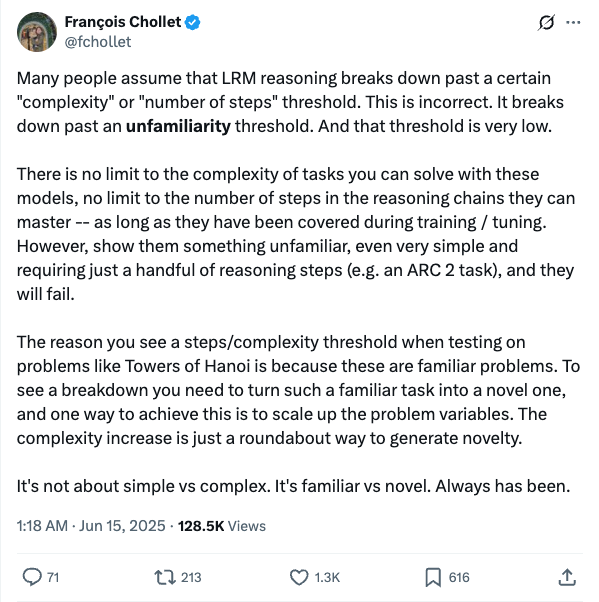 François Chollet
@fchollet
Many people assume that LRM reasoning breaks down past a certain
"complexity" or "number of steps" threshold. This is incorrect. It breaks
down past an unfamiliarity threshold. And that threshold is very low.
There is no limit to the complexity of tasks you can solve with these
models, no limit to the number of steps in the reasoning chains they can
master -- as long as they have been covered during training / tuning.
However, show them something unfamiliar, even very simple and
requiring just a handful of reasoning steps (e.g. an ARC 2 task), and they
will fail.
The reason you see a steps/complexity threshold when testing on
problems like Towers of Hanoi is because these are familiar problems. To
see a breakdown you need to turn such a familiar task into a novel one,
and one way to achieve this is to scale up the problem variables. The
complexity increase is just a roundabout way to generate novelty.
It's not about simple vs complex. It's familiar vs novel. Always has been.
1:18 AM · Jun 15, 2025 · 128.5K Views
71 213 1.3K 616